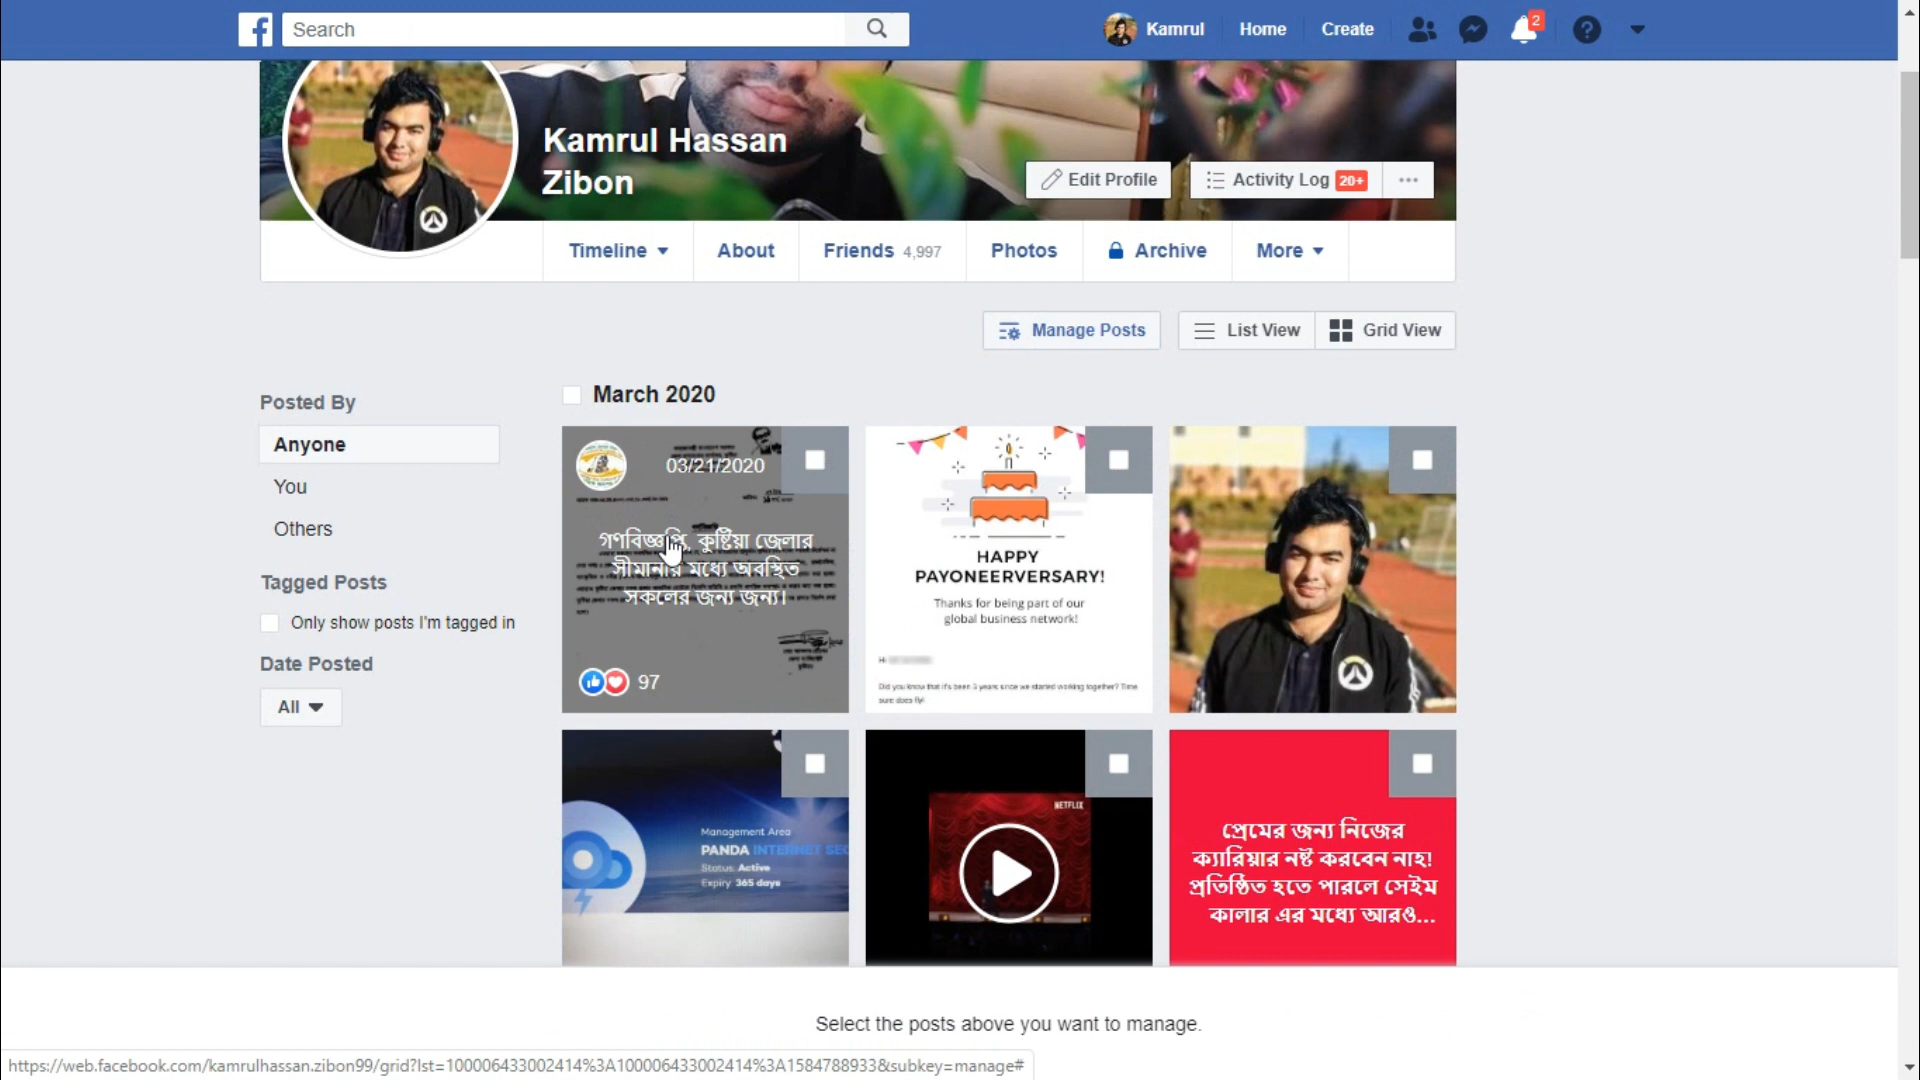 Search
Kamrul
Home
Create
2
Kamrul Hassan
Zibon
Edit Profile
Activity Log 20+
Timeline
About
Friends 4,997
Photos
Archive
More
Manage Posts
List View
Grid View
Posted By
Anyone
You
Others
Tagged Posts
Only show posts I'm tagged in
Date Posted
All
March 2020
03/21/2020
গণবিজ্ঞপ্তি, কুষ্টিয়া জেলার
সীমানার মধ্যে অবস্থিত
সকলের জন্য জন্য।
97
HAPPY
PAYONEERVERSARY!
Thanks for being part of our
global business network!
Hi
Did you know that it's been 3 years since we started working together? Time
sure does fly!
Management Area
PANDA INTERNET SEC
Status: Active
Expiry: 365 days
NETFLIX
প্রেমের জন্য নিজের
ক্যারিয়ার নষ্ট করবেন নাহ!
প্রতিষ্ঠিত হতে পারলে সেইম
কালার এর মধ্যে আরও...
Select the posts above you want to manage.
https://web.facebook.com/kamrulhassan.zibon99/grid?lst=100006433002414%3A100006433002414%3A1584788933&subkey=manage#